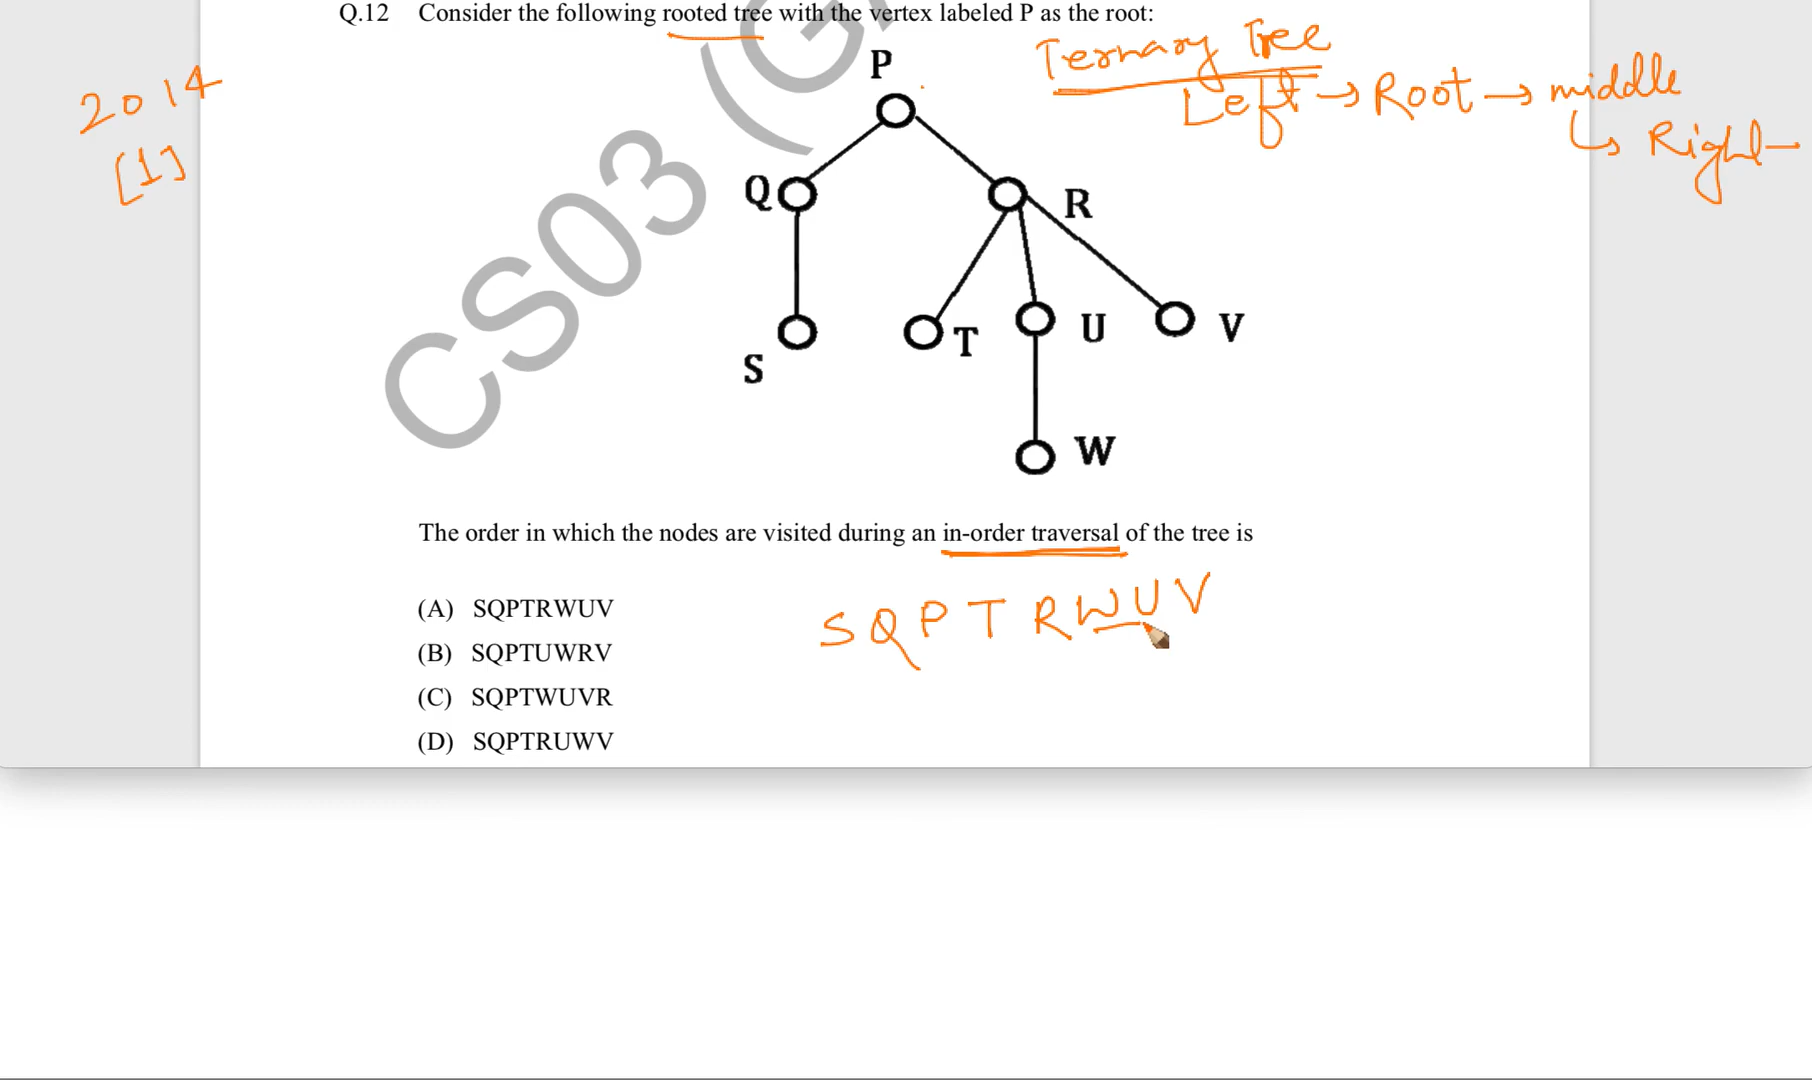 Q.12 Consider the following rooted tree with the vertex labeled P as the root:
Ternary Tree
Left → Root → middle
↳ Right
2014
[1]
P
Q
R
S
T
U
V
W
CS03 (G
The order in which the nodes are visited during an in-order traversal of the tree is
(A) SQPTRWUV
(B) SQPTUWRV
(C) SQPTWUVR
(D) SQPTRUWV
S Q P T R W U V